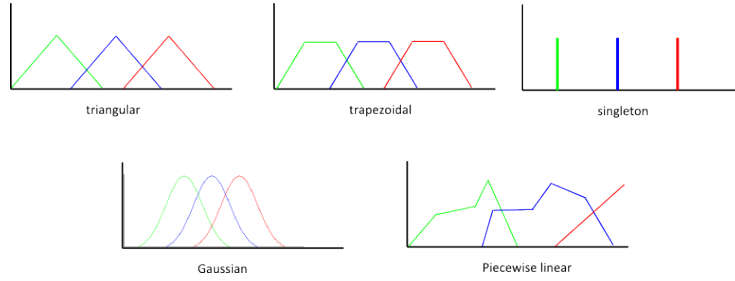 triangular
trapezoidal
singleton
Gaussian
Piecewise linear